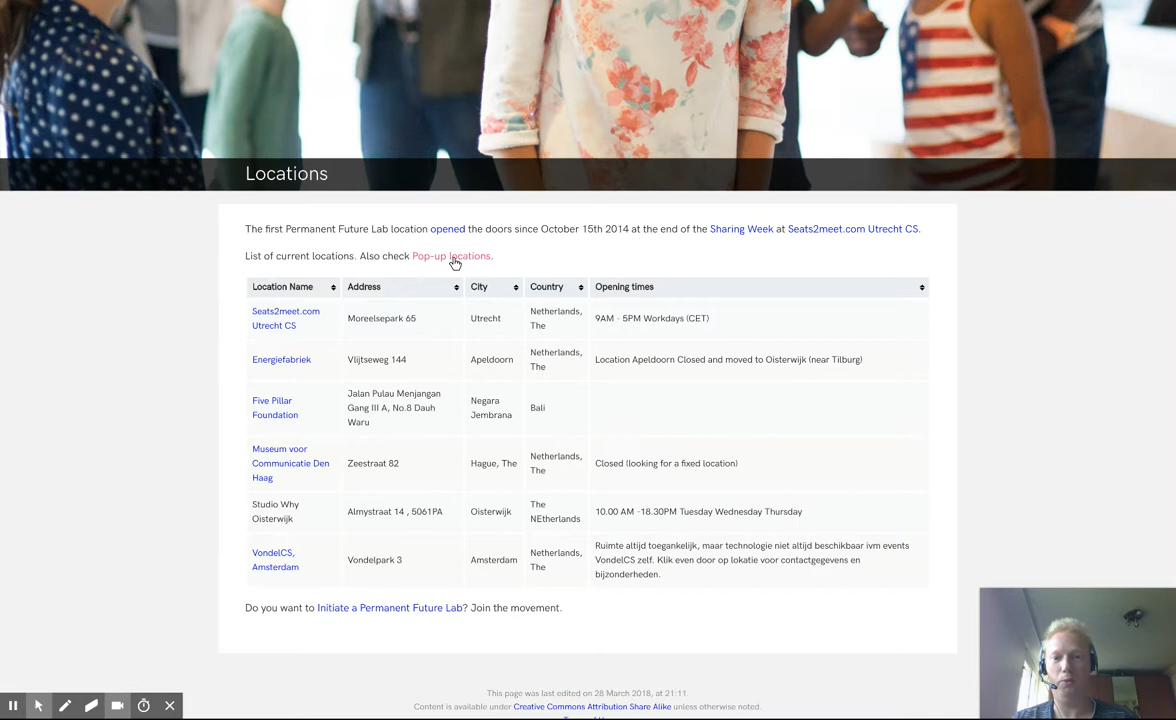 Locations
The first Permanent Future Lab location opened the doors since October 15th 2014 at the end of the Sharing Week at Seats2meet.com Utrecht CS.
List of current locations. Also check Pop-up locations.
Location Name Address City Country Opening times
Seats2meet.com
Utrecht CS
Moreelsepark 65
Utrecht
Netherlands,
The
9AM - 5PM Workdays (CET)
Energiefabriek
Vlijtseweg 144
Apeldoorn
Netherlands,
The
Location Apeldoorn Closed and moved to Oisterwijk (near Tilburg)
Five Pillar
Foundation
Jalan Pulau Menjangan
Gang III A, No.8 Dauh
Waru
Negara
Jembrana
Bali
Museum voor
Communicatie Den
Haag
Zeestraat 82
Hague, The
Netherlands,
The
Closed (looking for a fixed location)
Studio Why
Oisterwijk
Almystraat 14 , 5061PA
Oisterwijk
The
NEtherlands
10.00 AM -18.30PM Tuesday Wednesday Thursday
VondelCS,
Amsterdam
Vondelpark 3
Amsterdam
Netherlands,
The
Ruimte altijd toegankelijk, maar technologie niet altijd beschikbaar ivm events
VondelCS zelf. Klik even door op lokatie voor contactgegevens en
bijzonderheden.
Do you want to Initiate a Permanent Future Lab? Join the movement.
This page was last edited on 28 March 2018, at 21:11.
Content is available under Creative Commons Attribution Share Alike unless otherwise noted.